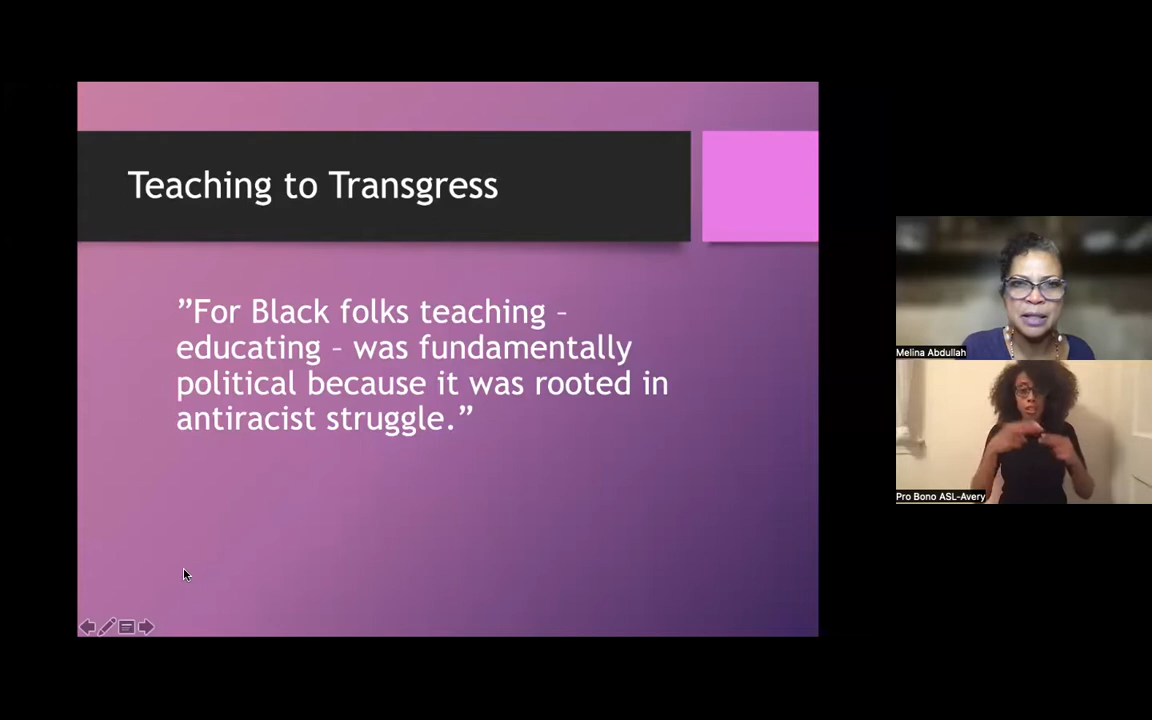 Teaching to Transgress
”For Black folks teaching –
educating – was fundamentally
political because it was rooted in
antiracist struggle.”
Melina Abdullah
Pro Bono ASL-Avery